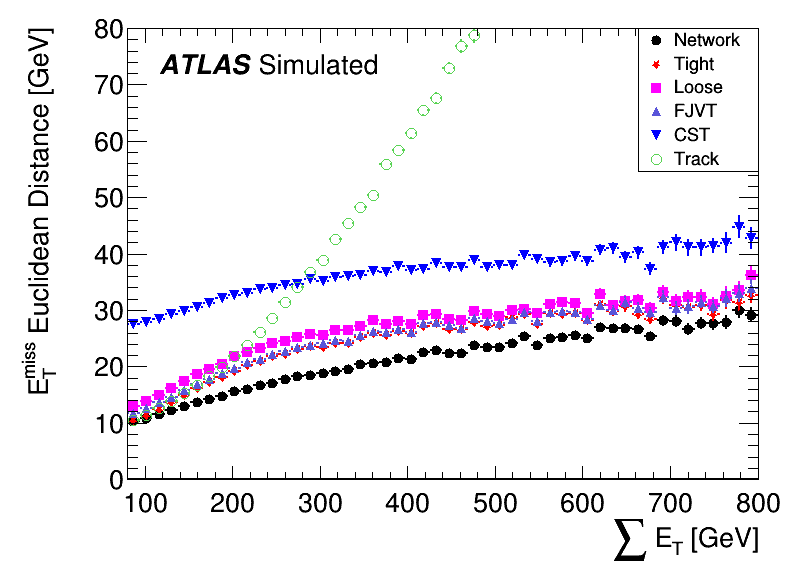 E_T^miss Euclidean Distance [GeV]
80
70
60
50
40
30
20
10
0
ATLAS Simulated
Network
Tight
Loose
FJVT
CST
Track
100 200 300 400 500 600 700 800
∑ E_T [GeV]